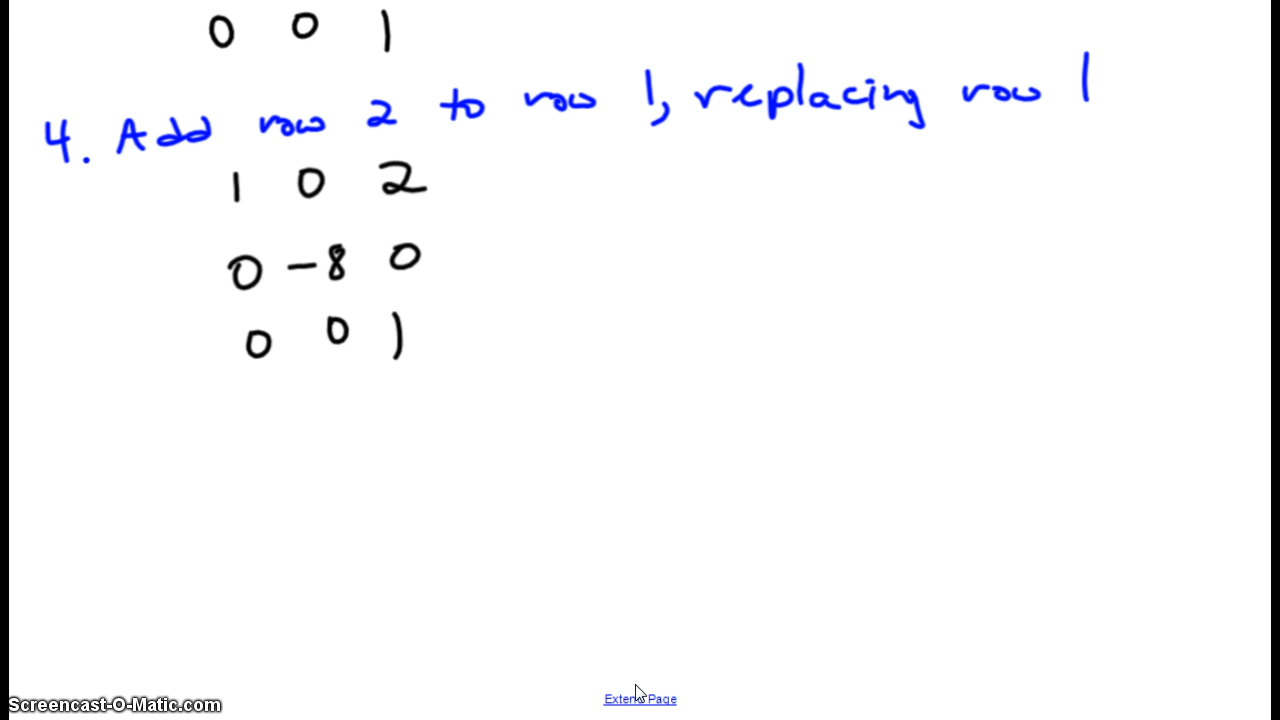 0 0 1
4. Add row 2 to row 1, replacing row 1
1 0 2
0 -8 0
0 0 1
Extend Page
Screencast-O-Matic.com